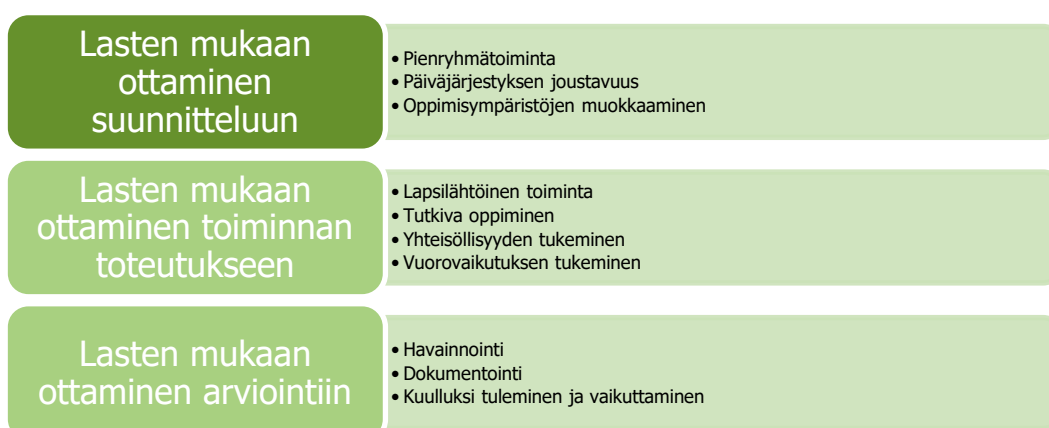 Lasten mukaan
ottaminen
suunnitteluun
• Pienryhmätoiminta
• Päiväjärjestyksen joustavuus
• Oppimisympäristöjen muokkaaminen
Lasten mukaan
ottaminen toiminnan
toteutukseen
• Lapsilähtöinen toiminta
• Tutkiva oppiminen
• Yhteisöllisyyden tukeminen
• Vuorovaikutuksen tukeminen
Lasten mukaan
ottaminen arviointiin
• Havainnointi
• Dokumentointi
• Kuulluksi tuleminen ja vaikuttaminen